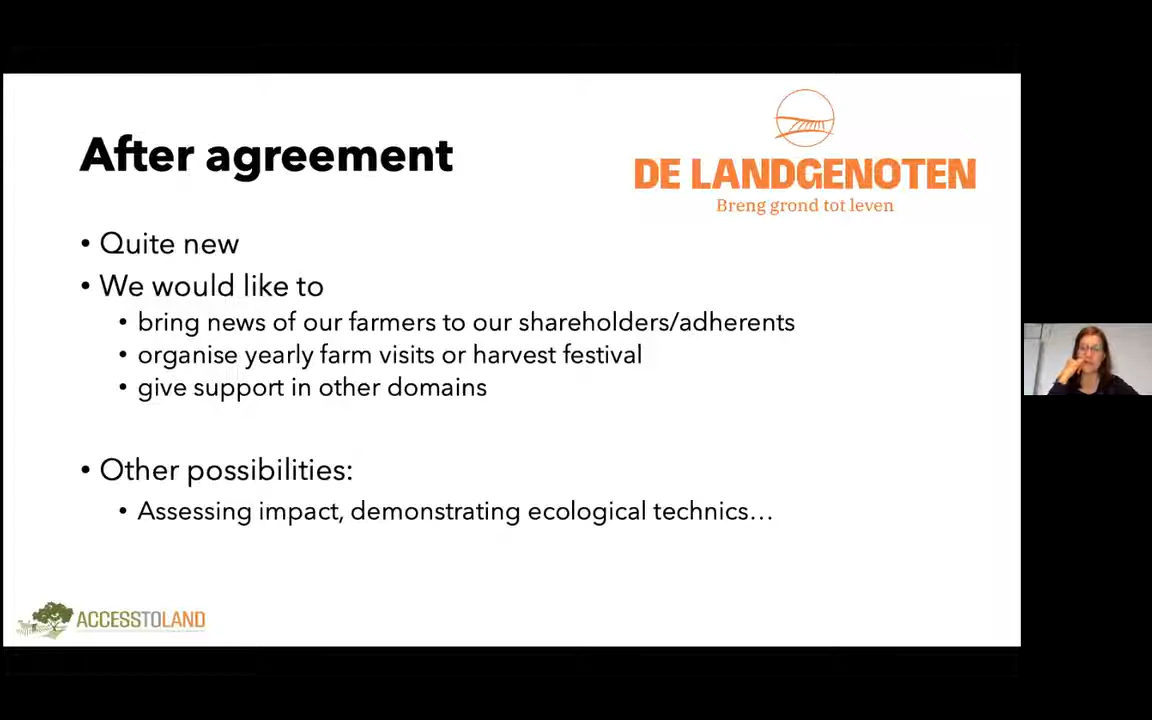 After agreement
DE LANDGENOTEN
Breng grond tot leven
• Quite new
• We would like to
• bring news of our farmers to our shareholders/adherents
• organise yearly farm visits or harvest festival
• give support in other domains
• Other possibilities:
• Assessing impact, demonstrating ecological technics…
ACCESSTOLAND